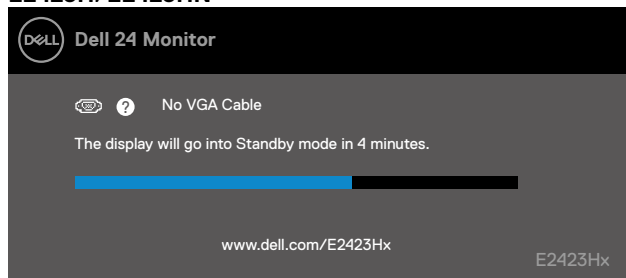 E2423H/E2423HN
DELL Dell 24 Monitor
? No VGA Cable
The display will go into Standby mode in 4 minutes.
www.dell.com/E2423Hx
E2423Hx